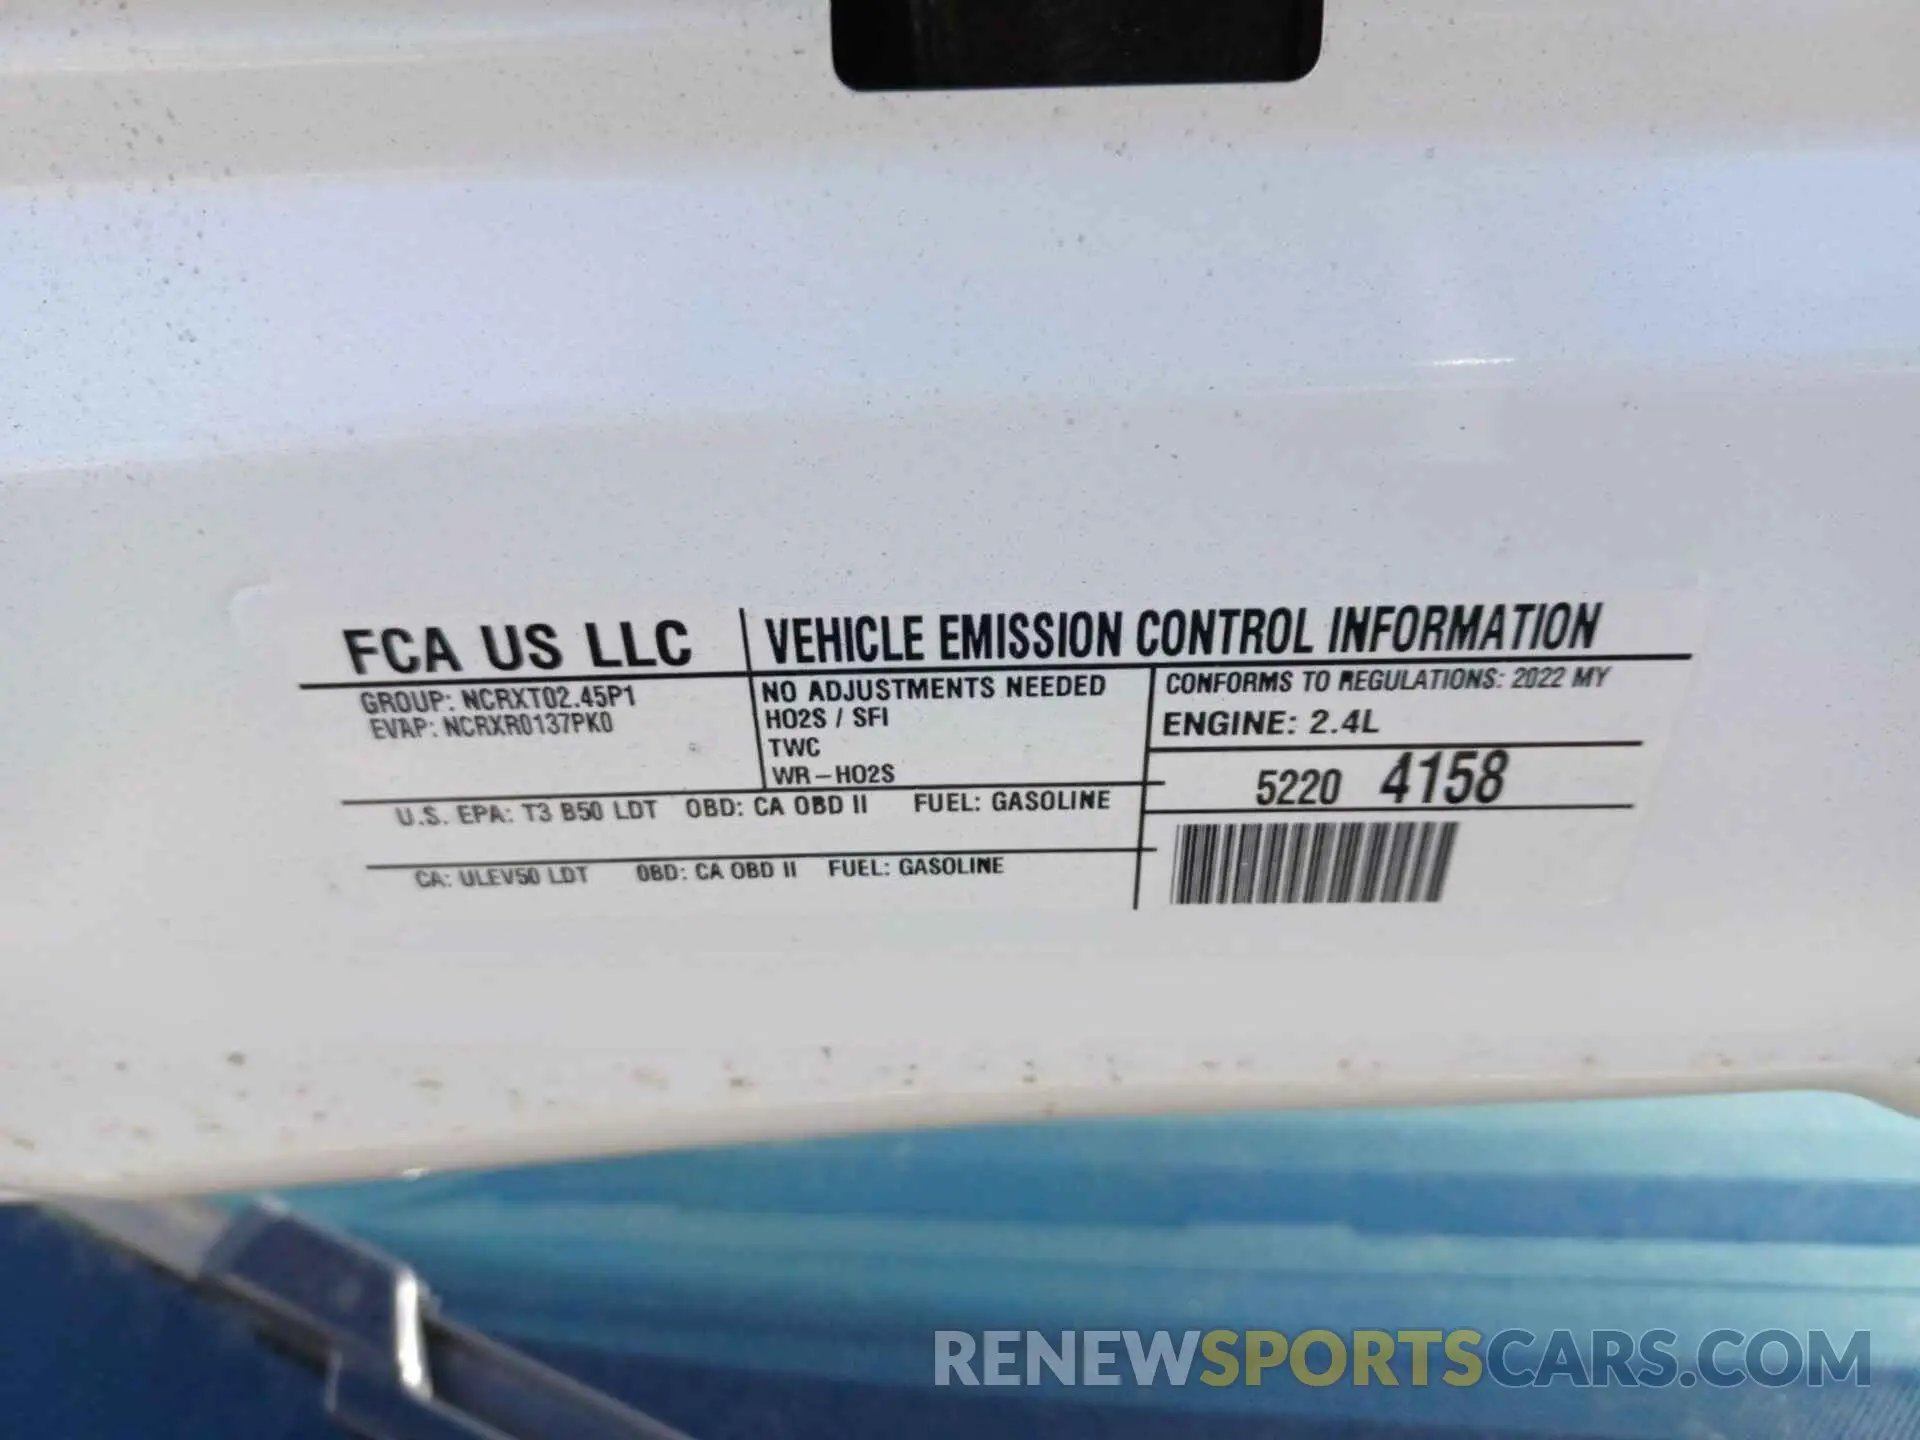 FCA US LLC
VEHICLE EMISSION CONTROL INFORMATION
GROUP: NCRXT02.45P1
EVAP: NCRXR0137PK0
NO ADJUSTMENTS NEEDED
HO2S / SFI
TWC
WR-HO2S
CONFORMS TO REGULATIONS: 2022 MY
ENGINE: 2.4L
5220 4158
U.S. EPA: T3 B50 LDT OBD: CA OBD II FUEL: GASOLINE
CA: ULEV50 LDT OBD: CA OBD II FUEL: GASOLINE
RENEWSPORTSCARS.COM